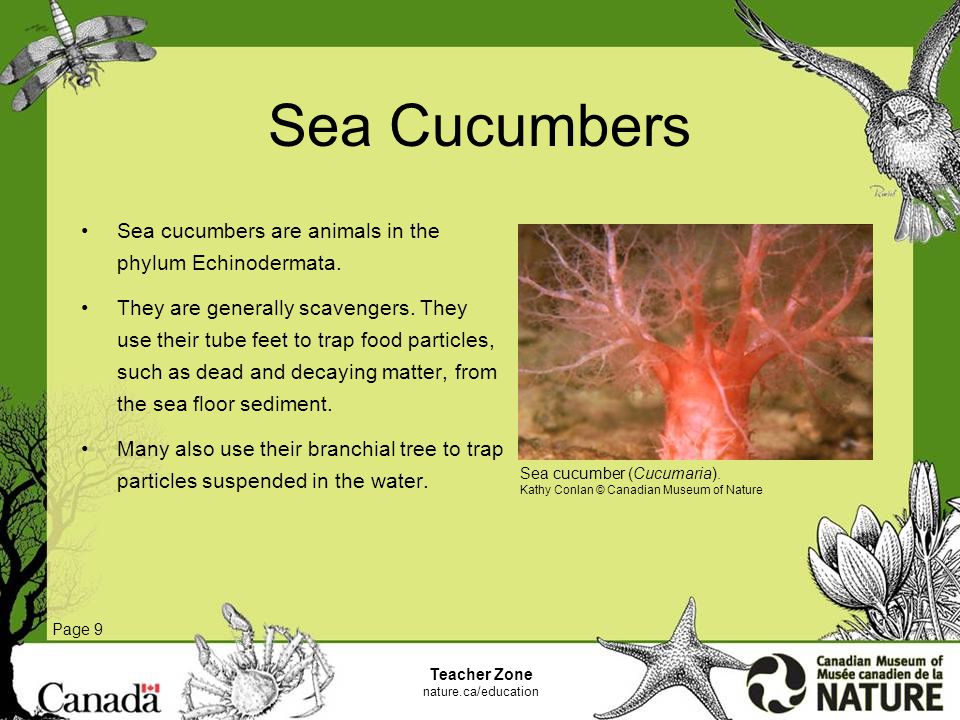 Sea Cucumbers
• Sea cucumbers are animals in the
phylum Echinodermata.
• They are generally scavengers. They
use their tube feet to trap food particles,
such as dead and decaying matter, from
the sea floor sediment.
• Many also use their branchial tree to trap
particles suspended in the water.
Sea cucumber (Cucumaria).
Kathy Conlan © Canadian Museum of Nature
Page 9
Canada
Teacher Zone
nature.ca/education
Canadian Museum of
Musée canadien de la
NATURE